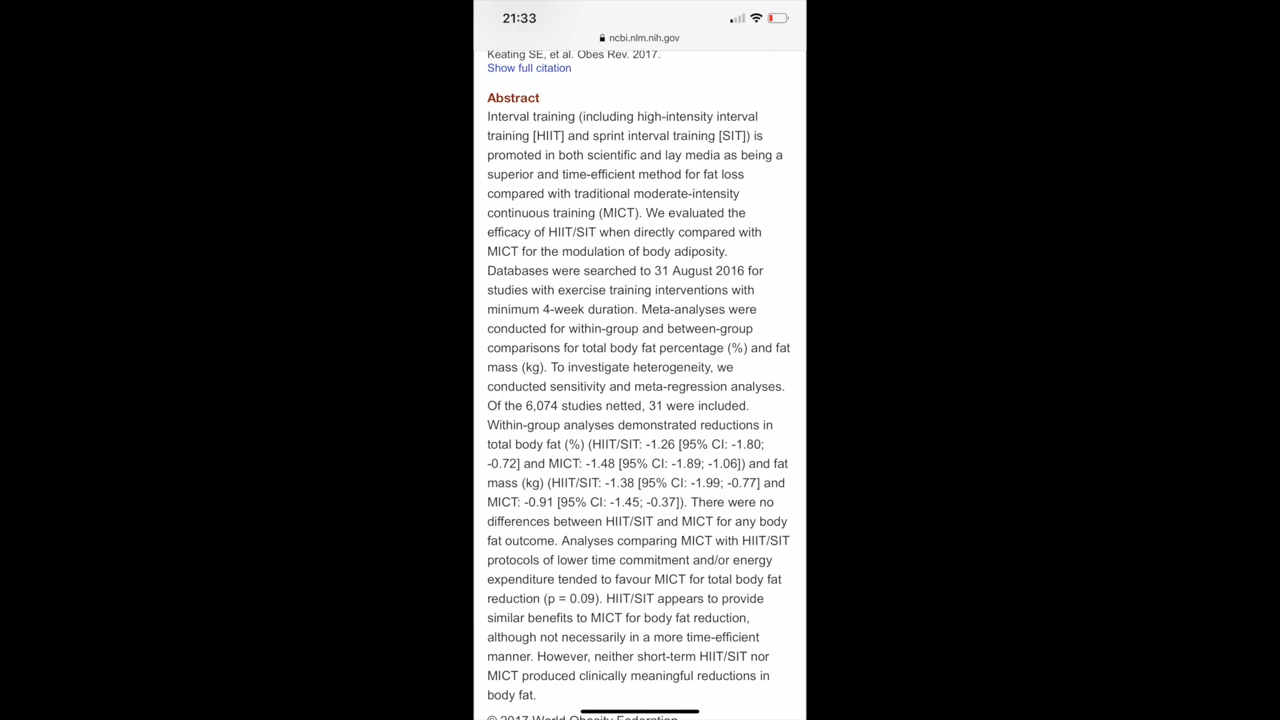 21:33
ncbi.nlm.nih.gov
Keating SE, et al. Obes Rev. 2017.
Show full citation
Abstract
Interval training (including high-intensity interval
training [HIIT] and sprint interval training [SIT]) is
promoted in both scientific and lay media as being a
superior and time-efficient method for fat loss
compared with traditional moderate-intensity
continuous training (MICT). We evaluated the
efficacy of HIIT/SIT when directly compared with
MICT for the modulation of body adiposity.
Databases were searched to 31 August 2016 for
studies with exercise training interventions with
minimum 4-week duration. Meta-analyses were
conducted for within-group and between-group
comparisons for total body fat percentage (%) and fat
mass (kg). To investigate heterogeneity, we
conducted sensitivity and meta-regression analyses.
Of the 6,074 studies netted, 31 were included.
Within-group analyses demonstrated reductions in
total body fat (%) (HIIT/SIT: -1.26 [95% CI: -1.80;
-0.72] and MICT: -1.48 [95% CI: -1.89; -1.06]) and fat
mass (kg) (HIIT/SIT: -1.38 [95% CI: -1.99; -0.77] and
MICT: -0.91 [95% CI: -1.45; -0.37]). There were no
differences between HIIT/SIT and MICT for any body
fat outcome. Analyses comparing MICT with HIIT/SIT
protocols of lower time commitment and/or energy
expenditure tended to favour MICT for total body fat
reduction (p = 0.09). HIIT/SIT appears to provide
similar benefits to MICT for body fat reduction,
although not necessarily in a more time-efficient
manner. However, neither short-term HIIT/SIT nor
MICT produced clinically meaningful reductions in
body fat.
© 2017 World Obesity Federation.